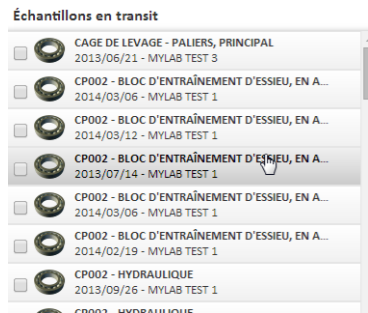 Échantillons en transit
CAGE DE LEVAGE - PALIERS, PRINCIPAL
2013/06/21 - MYLAB TEST 3
CP002 - BLOC D'ENTRAÎNEMENT D'ESSIEU, EN A...
2014/03/06 - MYLAB TEST 1
CP002 - BLOC D'ENTRAÎNEMENT D'ESSIEU, EN A...
2014/03/12 - MYLAB TEST 1
CP002 - BLOC D'ENTRAÎNEMENT D'ESSIEU, EN A...
2013/07/14 - MYLAB TEST 1
CP002 - BLOC D'ENTRAÎNEMENT D'ESSIEU, EN A...
2014/03/06 - MYLAB TEST 1
CP002 - BLOC D'ENTRAÎNEMENT D'ESSIEU, EN A...
2014/02/19 - MYLAB TEST 1
CP002 - HYDRAULIQUE
2013/09/26 - MYLAB TEST 1
CP002 - HYDRAULIQUE